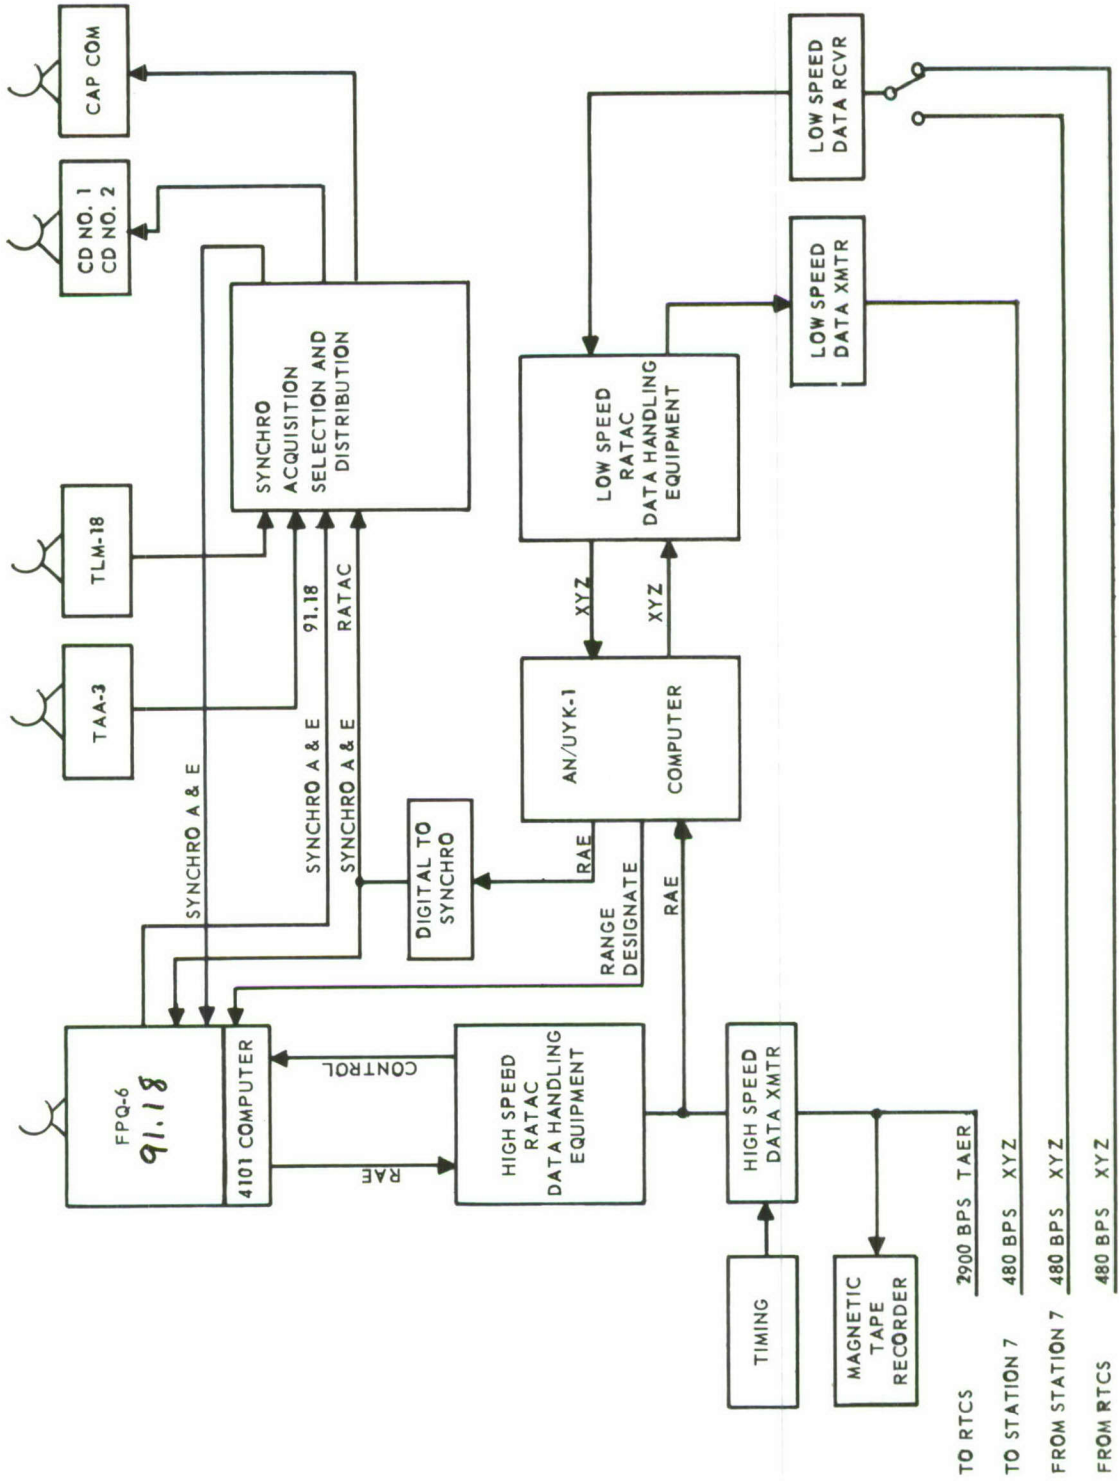 FPQ-6
91.18
4101 COMPUTER
TAA-3
TLM-18
CD NO. 1
CD NO. 2
CAP COM
SYNCHRO A & E
SYNCHRO A & E 91.18
SYNCHRO A & E RATAC
SYNCHRO
ACQUISITION
SELECTION AND
DISTRIBUTION
RAE
CONTROL
DIGITAL TO
SYNCHRO
HIGH SPEED
RATAC
DATA HANDLING
EQUIPMENT
RAE
RANGE
DESIGNATE
RAE
AN/UYK-1
COMPUTER
XYZ
XYZ
LOW SPEED
RATAC
DATA HANDLING
EQUIPMENT
TIMING
HIGH SPEED
DATA XMTR
LOW SPEED
DATA XMTR
LOW SPEED
DATA RCVR
MAGNETIC
TAPE
RECORDER
TO RTCS 2900 BPS TAER
TO STATION 7 480 BPS XYZ
FROM STATION 7 480 BPS XYZ
FROM RTCS 480 BPS XYZ